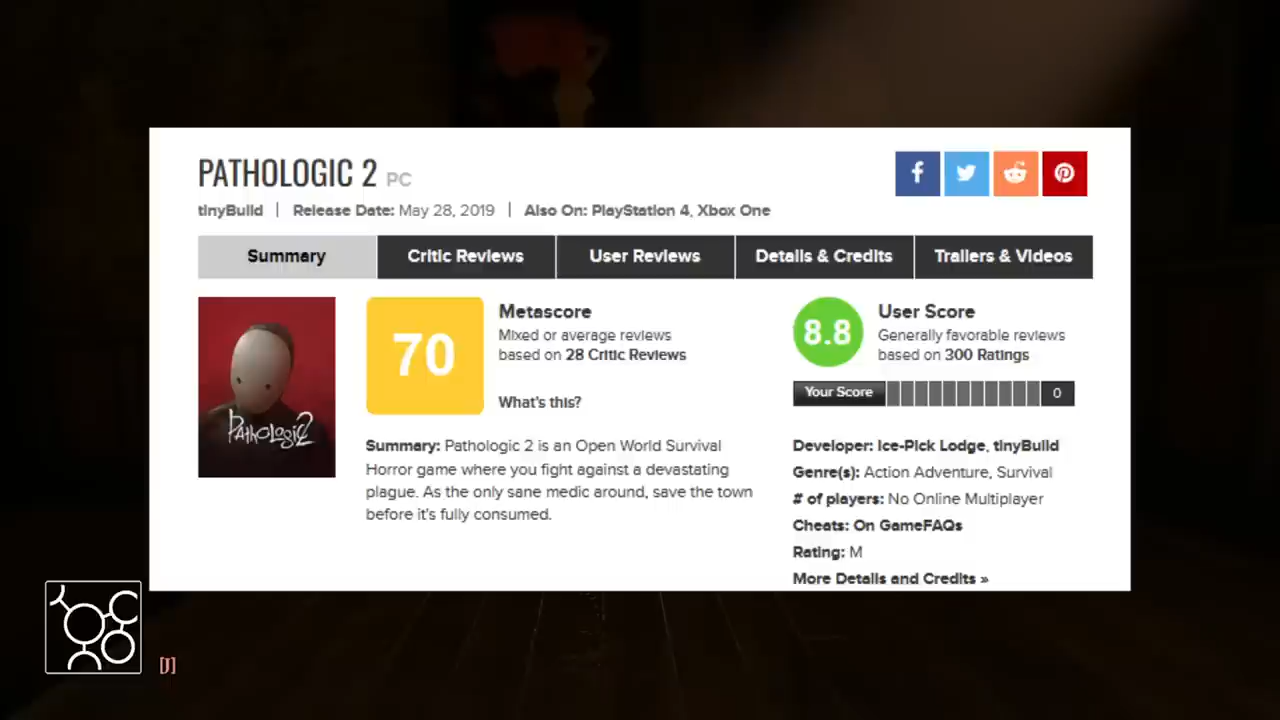 PATHOLOGIC 2 PC
tinyBuild | Release Date: May 28, 2019 | Also On: PlayStation 4, Xbox One
Summary Critic Reviews User Reviews Details & Credits Trailers & Videos
PATHOLOGIC 2
70
Metascore
Mixed or average reviews
based on 28 Critic Reviews
What's this?
8.8
User Score
Generally favorable reviews
based on 300 Ratings
Your Score 0
Summary: Pathologic 2 is an Open World Survival
Horror game where you fight against a devastating
plague. As the only sane medic around, save the town
before it's fully consumed.
Developer: Ice-Pick Lodge, tinyBuild
Genre(s): Action Adventure, Survival
# of players: No Online Multiplayer
Cheats: On GameFAQs
Rating: M
More Details and Credits »
[J]